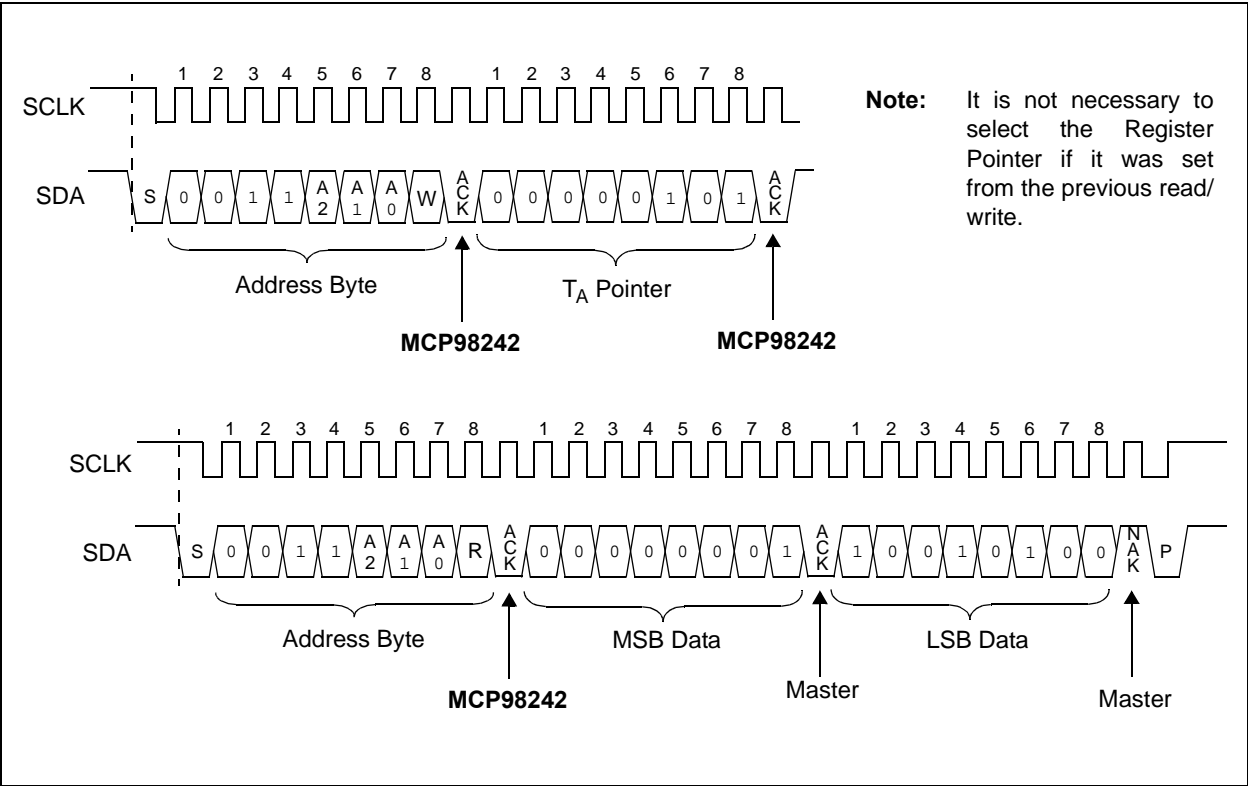 1 2 3 4 5 6 7 8 1 2 3 4 5 6 7 8
SCLK
SDA
S 0 0 1 1 A2 A1 A0 W ACK 0 0 0 0 0 1 0 1 ACK
Address Byte
TA Pointer
MCP98242
MCP98242
Note: It is not necessary to
select the Register
Pointer if it was set
from the previous read/
write.
1 2 3 4 5 6 7 8 1 2 3 4 5 6 7 8 1 2 3 4 5 6 7 8
SCLK
SDA
S 0 0 1 1 A2 A1 A0 R ACK 0 0 0 0 0 0 0 1 ACK 1 0 0 1 0 1 0 0 NAK P
Address Byte
MSB Data
LSB Data
MCP98242
Master
Master